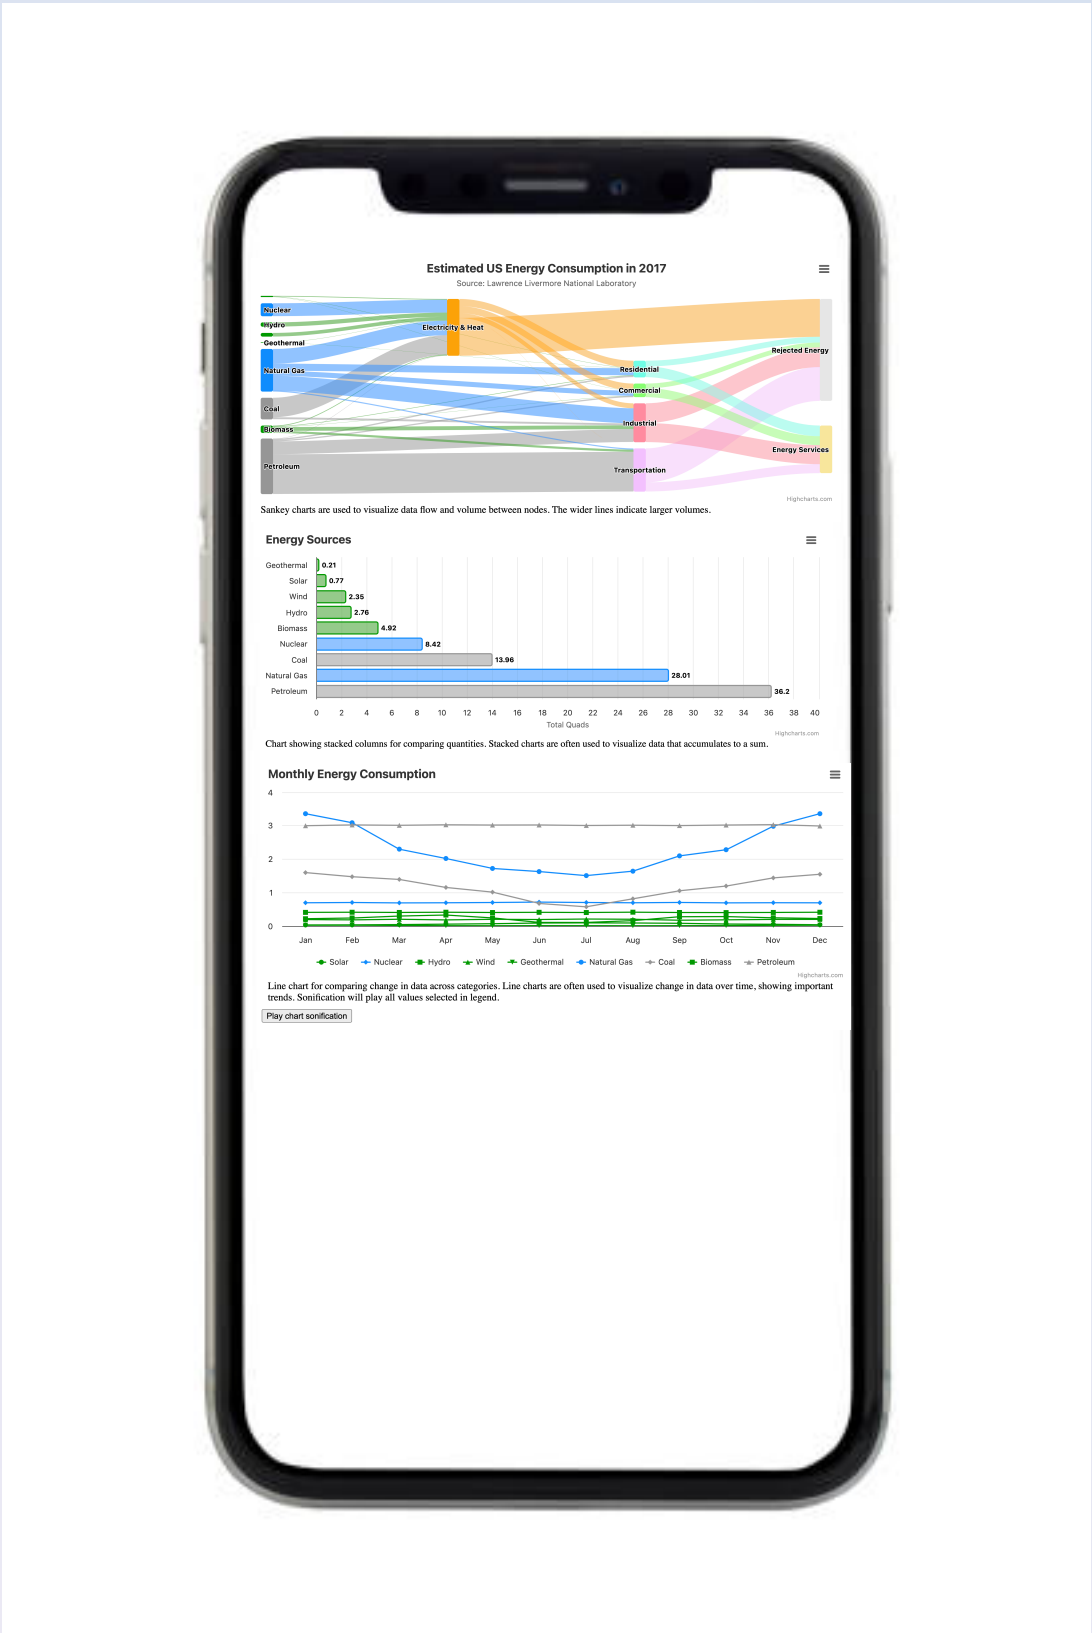 Estimated US Energy Consumption in 2017
Source: Lawrence Livermore National Laboratory
Nuclear
Hydro
Geothermal
Natural Gas
Coal
Biomass
Petroleum
Electricity & Heat
Residential
Commercial
Industrial
Transportation
Rejected Energy
Energy Services
Highcharts.com
Sankey charts are used to visualize data flow and volume between nodes. The wider lines indicate larger volumes.
Energy Sources
Geothermal 0.21
Solar 0.77
Wind 2.35
Hydro 2.76
Biomass 4.92
Nuclear 8.42
Coal 13.96
Natural Gas 28.01
Petroleum 36.2
0 2 4 6 8 10 12 14 16 18 20 22 24 26 28 30 32 34 36 38 40
Total Quads
Highcharts.com
Chart showing stacked columns for comparing quantities. Stacked charts are often used to visualize data that accumulates to a sum.
Monthly Energy Consumption
4
3
2
1
0
Jan Feb Mar Apr May Jun Jul Aug Sep Oct Nov Dec
Solar Nuclear Hydro Wind Geothermal Natural Gas Coal Biomass Petroleum
Highcharts.com
Line chart for comparing change in data across categories. Line charts are often used to visualize change in data over time, showing important
trends. Sonification will play all values selected in legend.
Play chart sonification